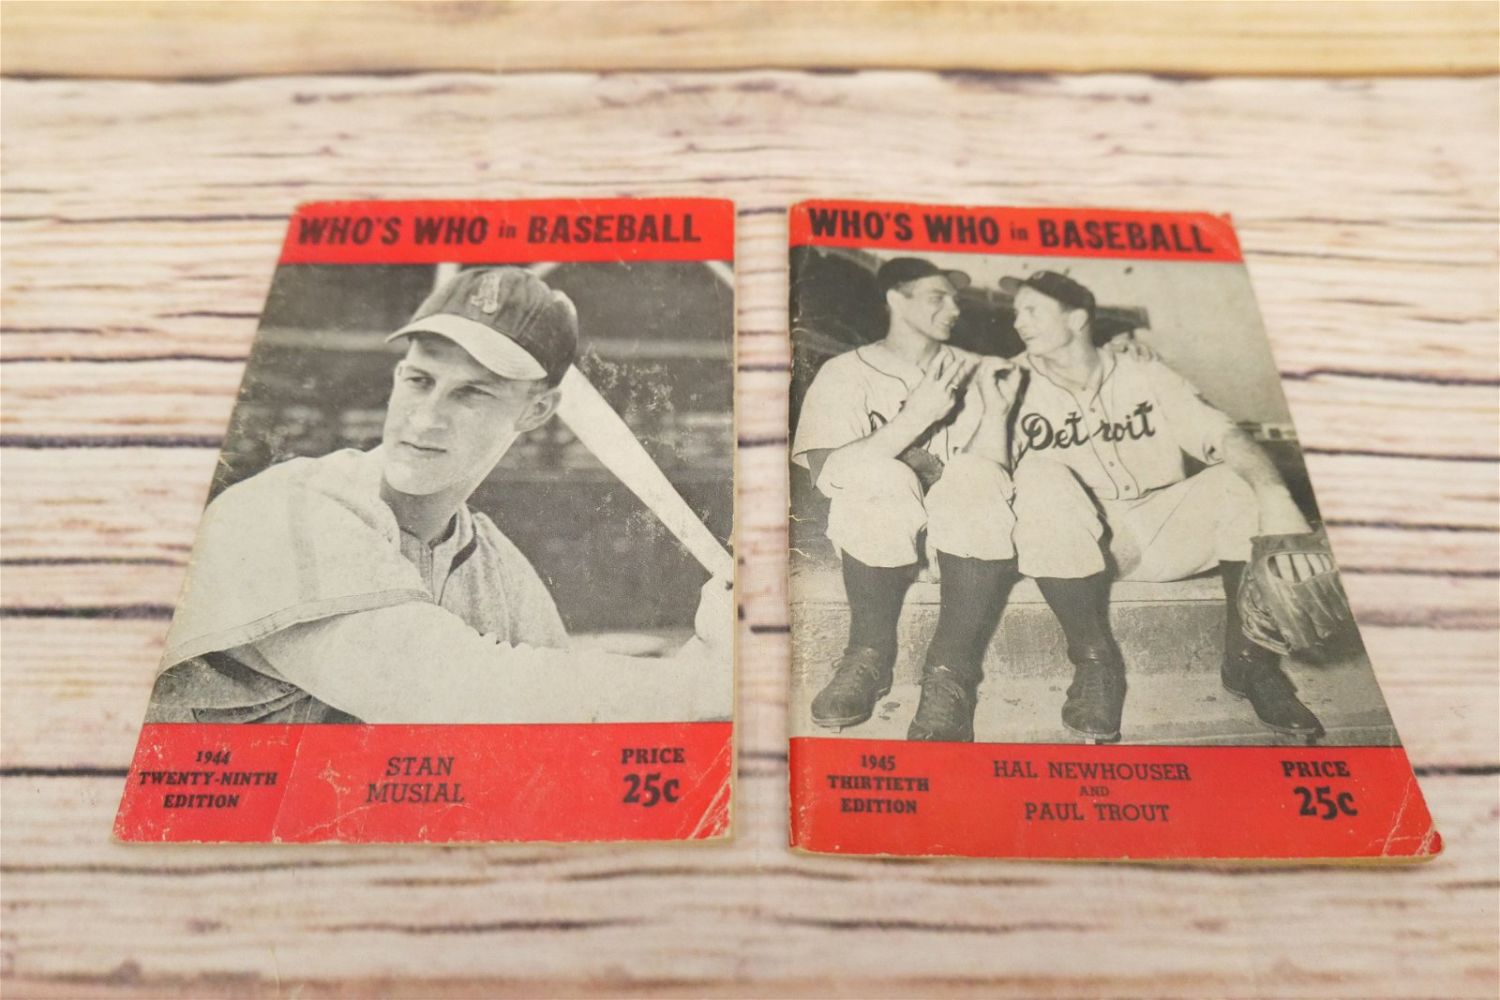 WHO'S WHO in BASEBALL
1944
TWENTY-NINTH
EDITION
STAN
MUSIAL
PRICE
25c
WHO'S WHO in BASEBALL
Detroit
1945
THIRTIETH
EDITION
HAL NEWHOUSER
AND
PAUL TROUT
PRICE
25c